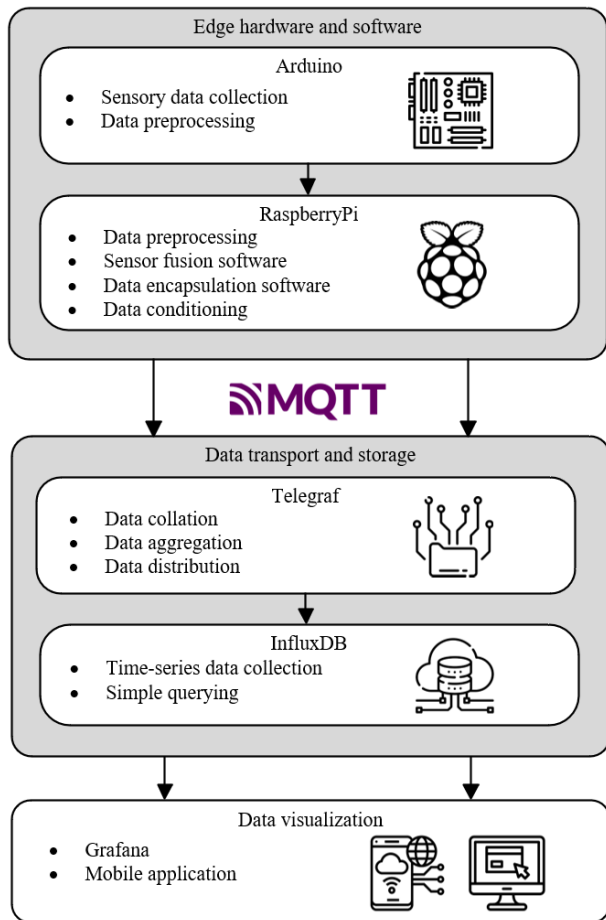 Edge hardware and software
Arduino
• Sensory data collection
• Data preprocessing
RaspberryPi
• Data preprocessing
• Sensor fusion software
• Data encapsulation software
• Data conditioning
MQTT
Data transport and storage
Telegraf
• Data collation
• Data aggregation
• Data distribution
InfluxDB
• Time-series data collection
• Simple querying
Data visualization
• Grafana
• Mobile application